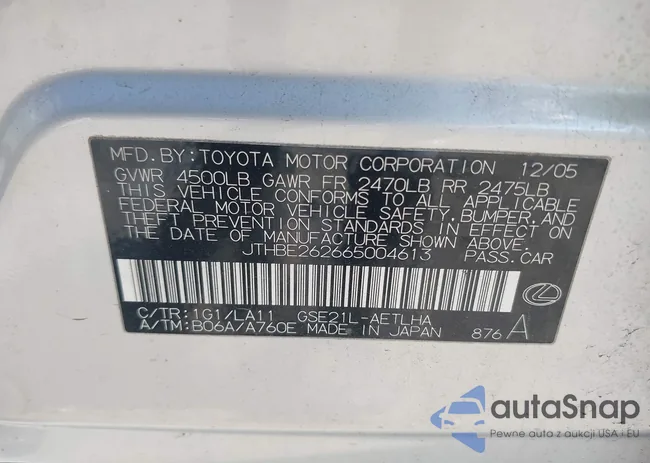 MFD.BY:TOYOTA MOTOR CORPORATION 12/05
GVWR 4500LB GAWR FR 2470LB RR 2475LB
THIS VEHICLE CONFORMS TO ALL APPLICABLE
FEDERAL MOTOR VEHICLE SAFETY,BUMPER,AND
THEFT PREVENTION STANDARDS IN EFFECT ON
THE DATE OF MANUFACTURE SHOWN ABOVE.
JTHBE262665004613 PASS.CAR
C/TR:1G1/LA11 GSE21L-AETLHA
A/TM:B06A/A760E MADE IN JAPAN 876 A
autaSnap
Pewne auta z aukcji USA i EU